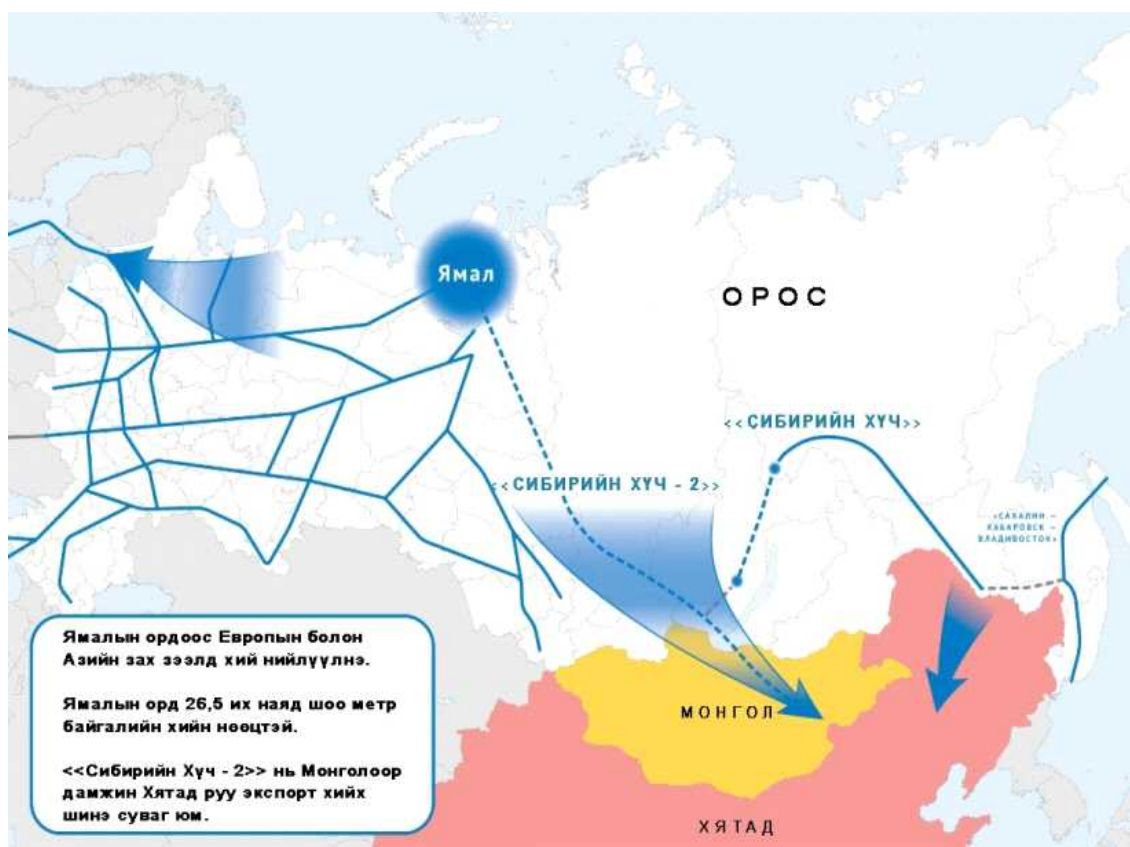 Ямал
ОРОС
<<СИБИРИЙН ХҮЧ>>
<<СИБИРИЙН ХҮЧ - 2>>
«САХАЛИН –
ХАБАРОВСК –
ВЛАДИВОСТОК»
МОНГОЛ
ХЯТАД
Ямалын ордоос Европын болон
Азийн зах зээлд хий нийлүүлнэ.
Ямалын орд 26,5 их наяд шоо метр
байгалийн хийн нөөцтэй.
<<Сибирийн Хүч - 2>> нь Монголоор
дамжин Хятад руу экспорт хийх
шинэ суваг юм.